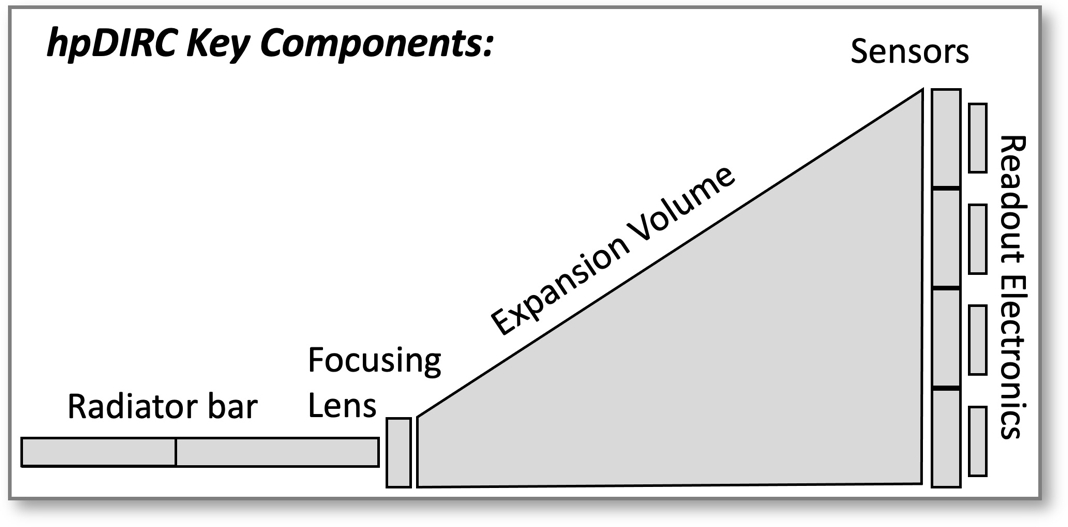 hpDIRC Key Components:
Sensors
Readout Electronics
Expansion Volume
Focusing
Lens
Radiator bar